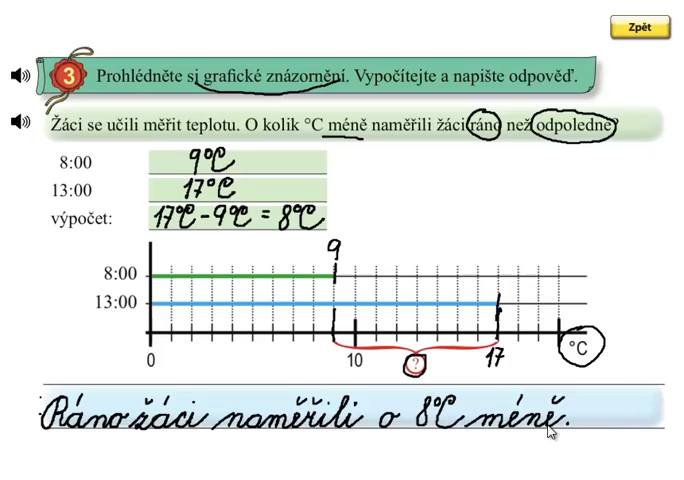 Zpět
3 Prohlédněte si grafické znázornění. Vypočítejte a napište odpověď.
Žáci se učili měřit teplotu. O kolik °C méně naměřili žáci ráno než odpoledne?
8:00 9°C
13:00 17°C
výpočet: 17°C - 9°C = 8°C
9
8:00
13:00
0 10 ? 17 °C
Ráno žáci naměřili o 8°C méně.